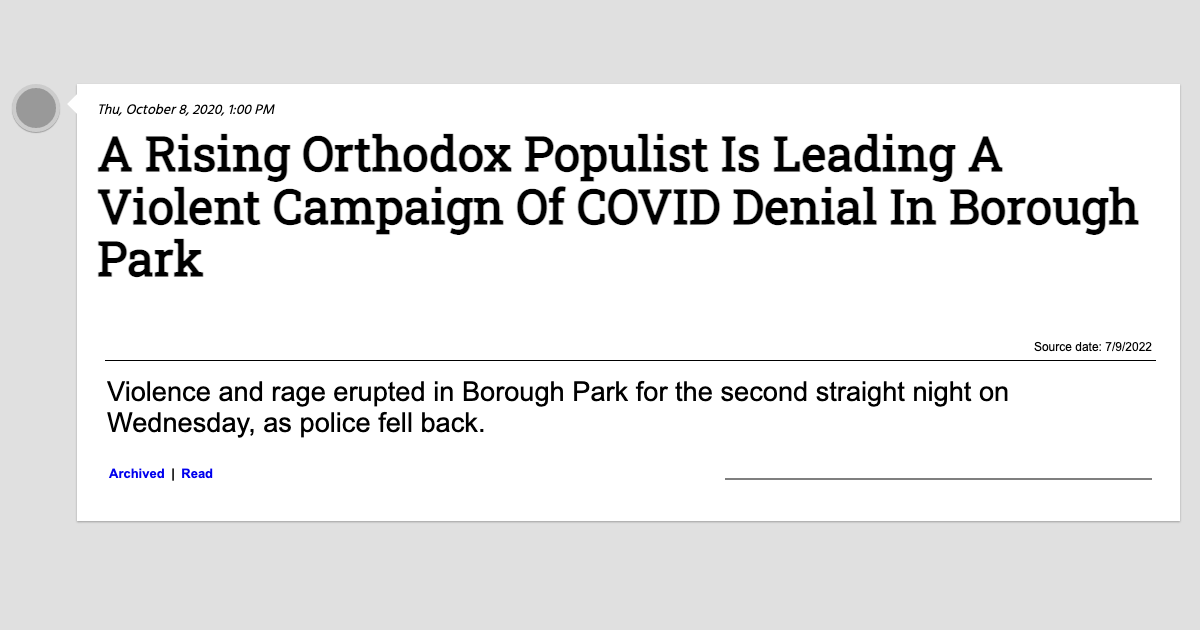 Thu, October 8, 2020, 1:00 PM
A Rising Orthodox Populist Is Leading A
Violent Campaign Of COVID Denial In Borough
Park
Source date: 7/9/2022
Violence and rage erupted in Borough Park for the second straight night on
Wednesday, as police fell back.
Archived | Read